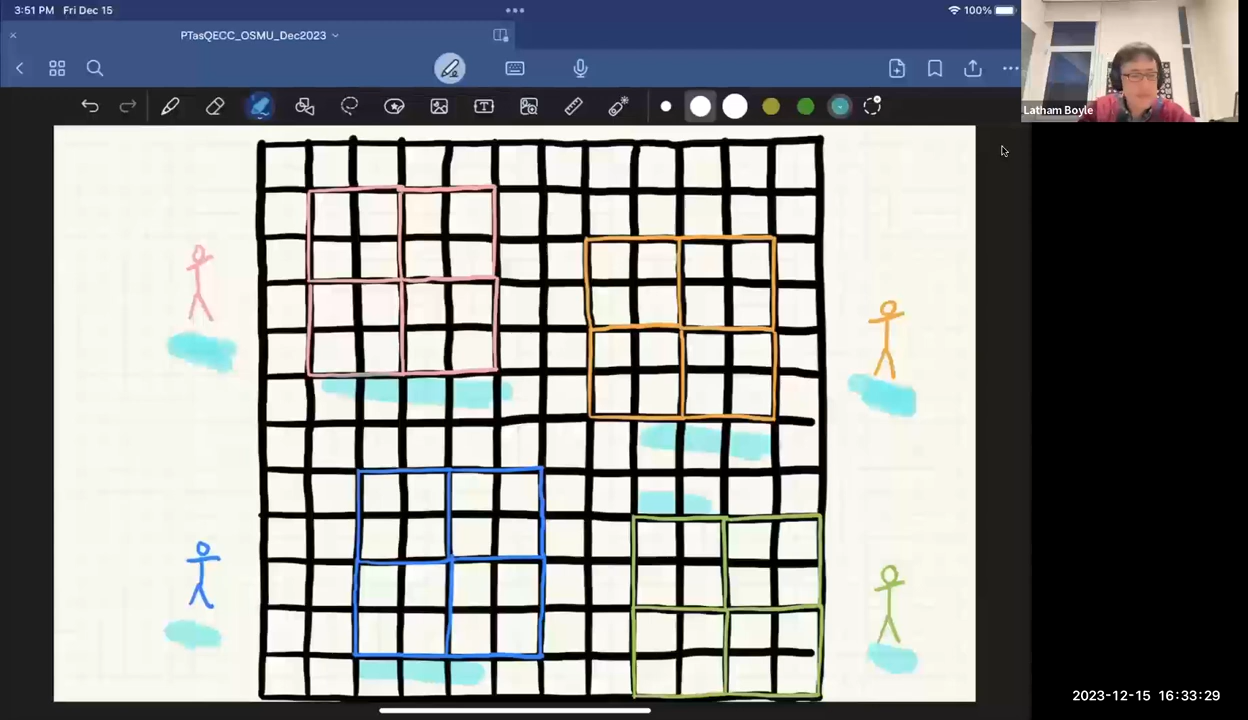 3:51 PM Fri Dec 15
100%
PTasQECC_OSMU_Dec2023
Latham Boyle
2023-12-15 16:33:29